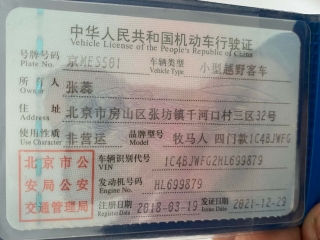 中华人民共和国机动车行驶证
Vehicle License of the People's Republic of China
号牌号码 京MES501 车辆类型 小型越野客车
Plate No. Vehicle Type
所有人 张蕊
Owner
住址 北京市房山区张坊镇千河口村三区32号
Address
使用性质 非营运 品牌型号 牧马人 四门款1C4BJWFG
Use Character Model
北京市公
安局公安
交通管理局
车辆识别代号 1C4BJWFG2HL699879
VIN
发动机号码 HL699879
Engine No.
注册日期 2018-03-19 发证日期 2021-12-29
Register Date Issue Date